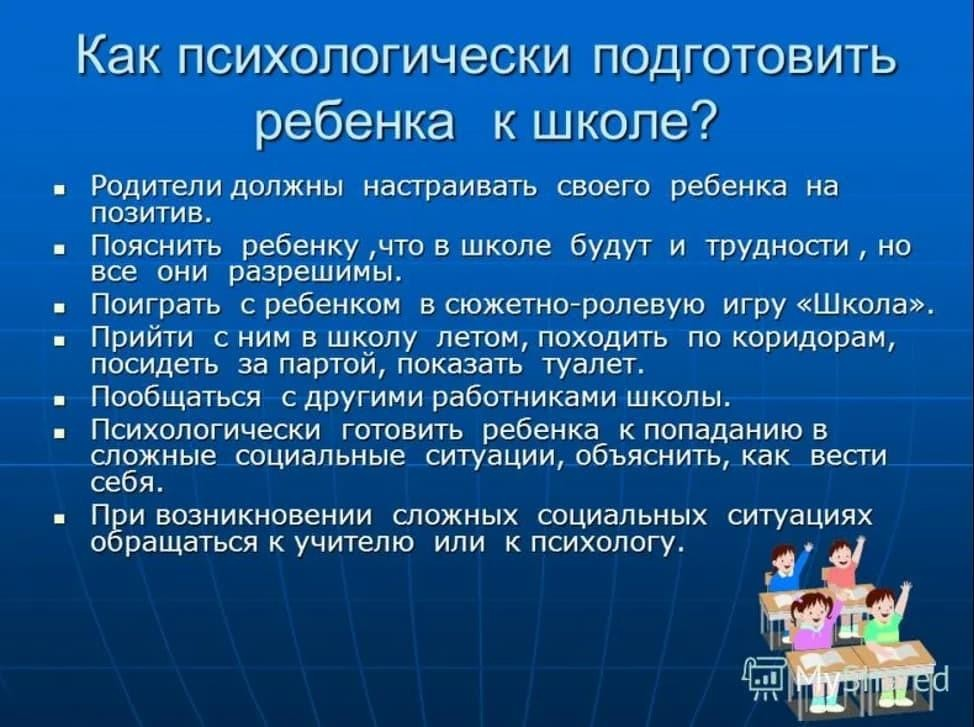 Как психологически подготовить
ребенка к школе?
Родители должны настраивать своего ребенка на
позитив.
Пояснить ребенку ,что в школе будут и трудности , но
все они разрешимы.
Поиграть с ребенком в сюжетно-ролевую игру «Школа».
Прийти с ним в школу летом, походить по коридорам,
посидеть за партой, показать туалет.
Пообщаться с другими работниками школы.
Психологически готовить ребенка к попаданию в
сложные социальные ситуации, объяснить, как вести
себя.
При возникновении сложных социальных ситуациях
обращаться к учителю или к психологу.
MyShared